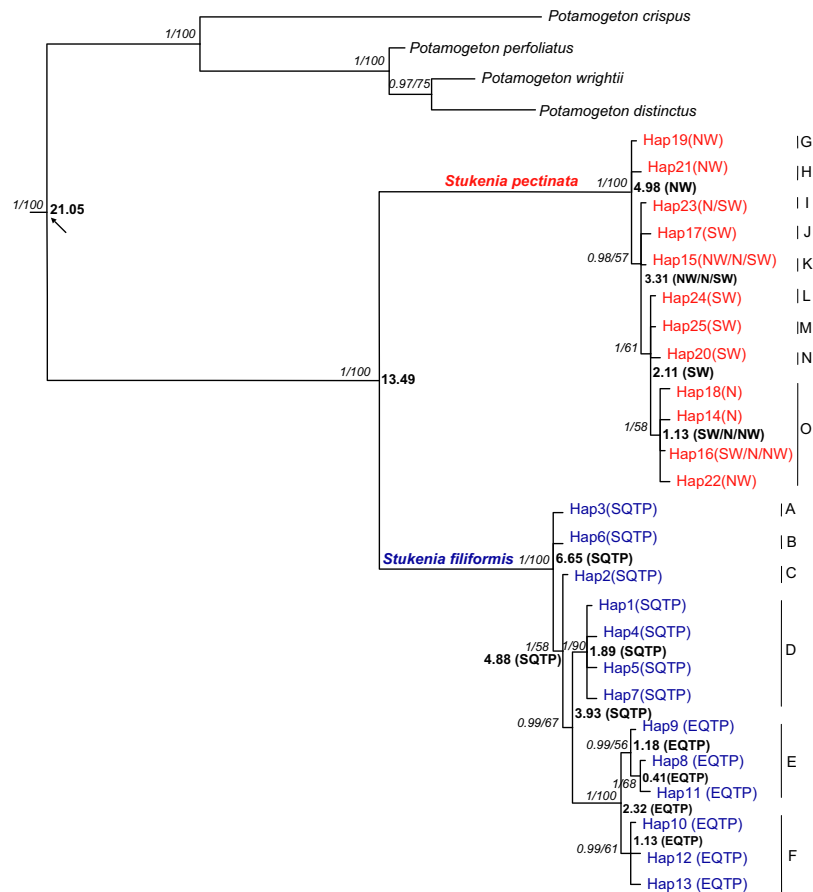 Potamogeton crispus
1/100
Potamogeton perfoliatus
1/100
Potamogeton wrightii
0.97/75
Potamogeton distinctus
Hap19(NW)
G
Hap21(NW)
H
Stukenia pectinata
1/100
4.98 (NW)
1/100
21.05
Hap23(N/SW)
I
Hap17(SW)
J
0.98/57
Hap15(NW/N/SW)
K
3.31 (NW/N/SW)
Hap24(SW)
L
Hap25(SW)
M
1/61
Hap20(SW)
N
2.11 (SW)
1/100
13.49
Hap18(N)
Hap14(N)
O
1/58
1.13 (SW/N/NW)
Hap16(SW/N/NW)
Hap22(NW)
Hap3(SQTP)
A
Hap6(SQTP)
B
Stukenia filiformis
1/100
6.65 (SQTP)
Hap2(SQTP)
C
Hap1(SQTP)
Hap4(SQTP)
1/58
1/90
1.89 (SQTP)
D
4.88 (SQTP)
Hap5(SQTP)
Hap7(SQTP)
3.93 (SQTP)
0.99/67
Hap9 (EQTP)
0.99/56
1.18 (EQTP)
Hap8 (EQTP)
E
0.41(EQTP)
1/68
Hap11 (EQTP)
1/100
2.32 (EQTP)
Hap10 (EQTP)
1.13 (EQTP)
0.99/61
Hap12 (EQTP)
F
Hap13 (EQTP)